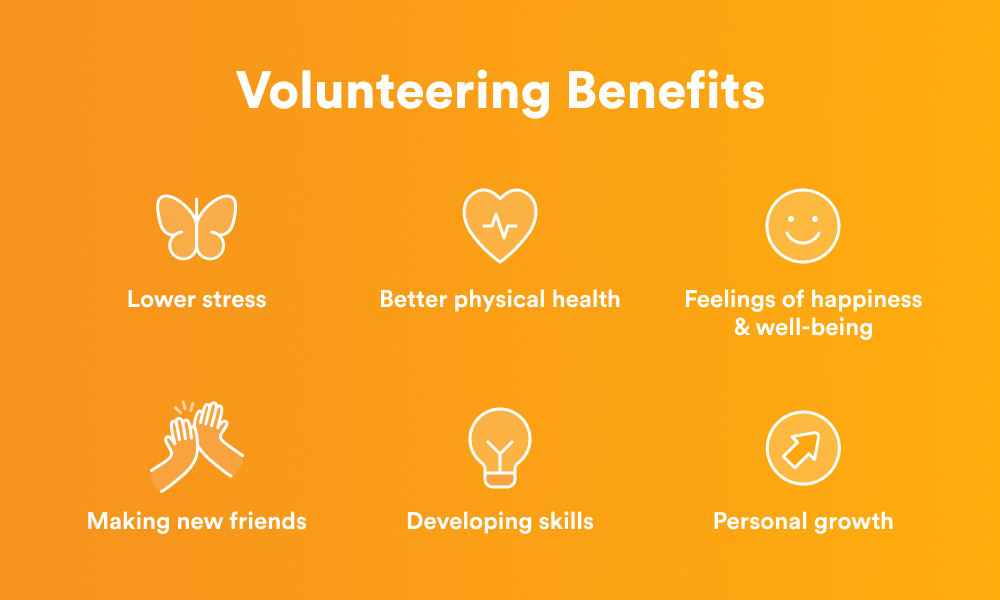 Volunteering Benefits
Lower stress
Better physical health
Feelings of happiness
& well-being
Making new friends
Developing skills
Personal growth